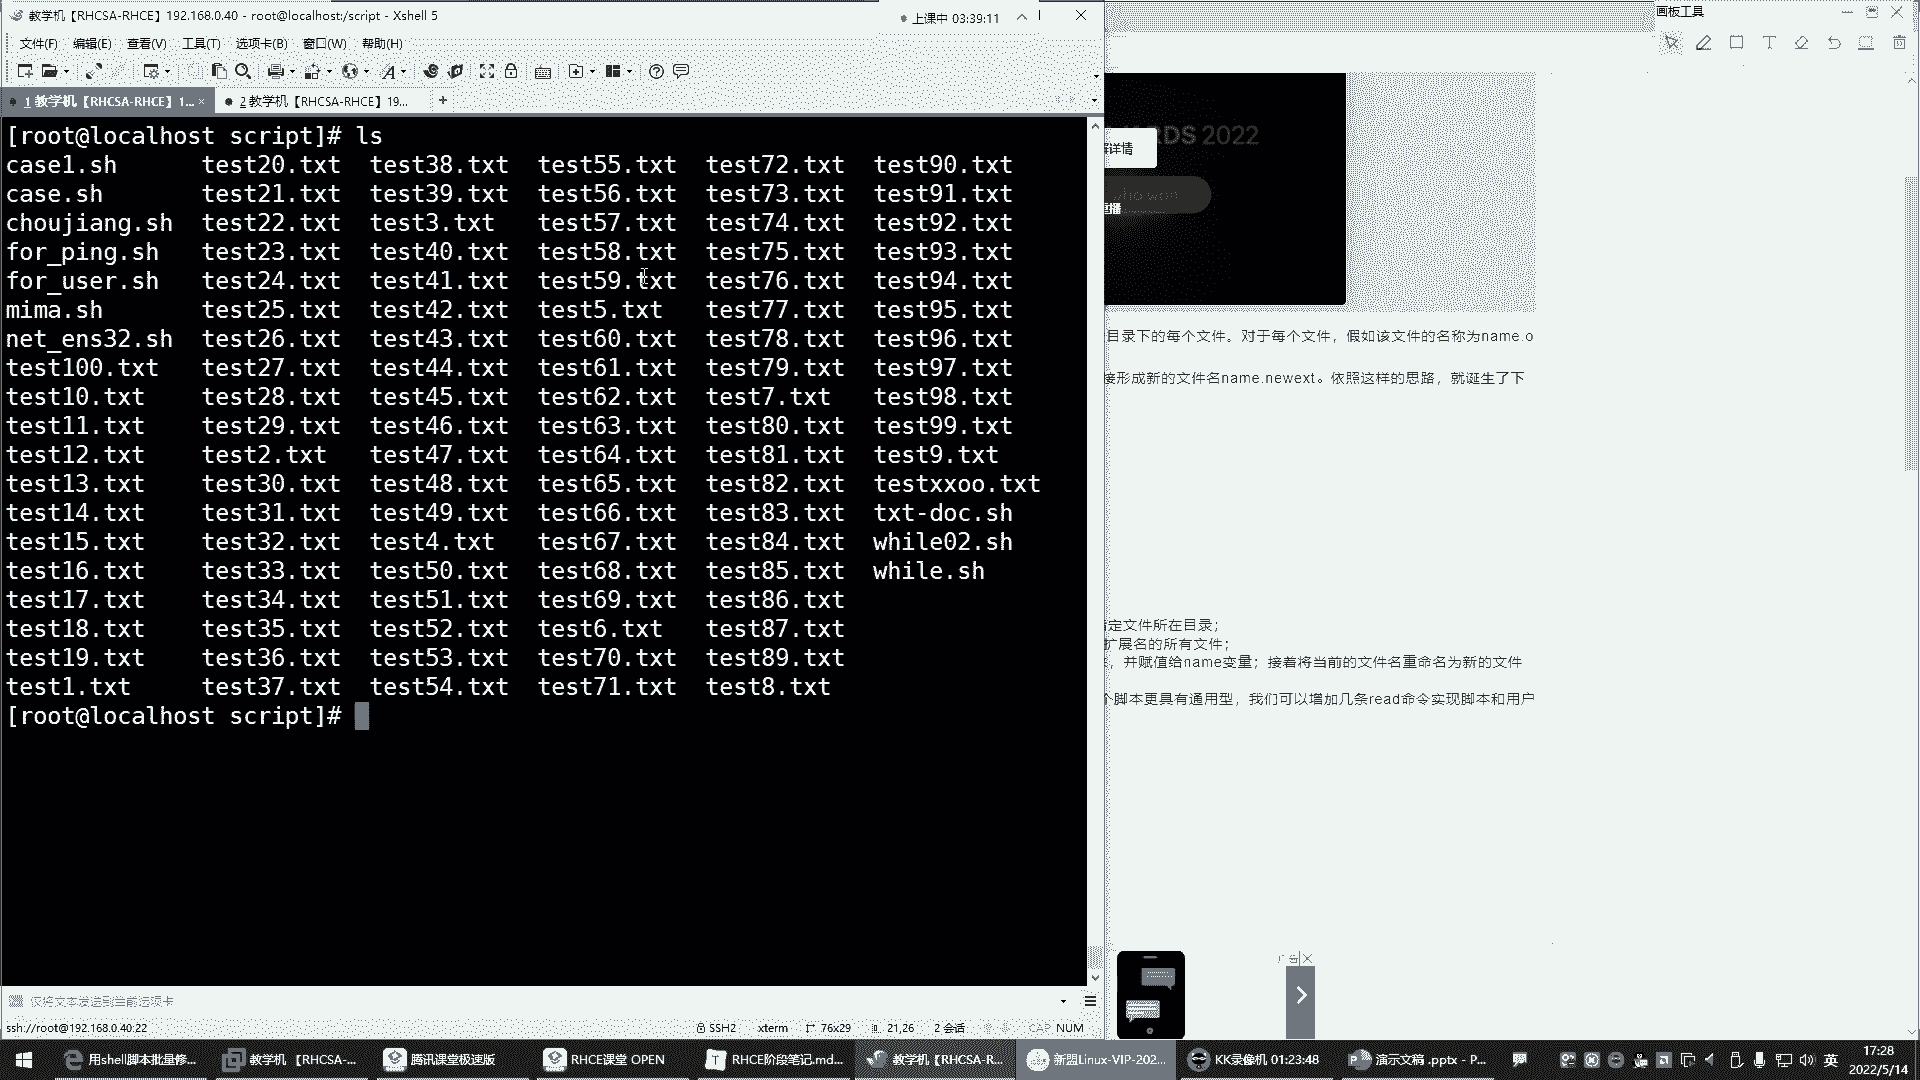 教学机【RHCSA-RHCE】192.168.0.40 - root@localhost:/script - Xshell 5
上课中 03:39:11
文件(F) 编辑(E) 查看(V) 工具(T) 选项卡(B) 窗口(W) 帮助(H)
1 教学机【RHCSA-RHCE】1... × 2 教学机【RHCSA-RHCE】19... +
[root@localhost script]# ls
case1.sh test20.txt test38.txt test55.txt test72.txt test90.txt
case.sh test21.txt test39.txt test56.txt test73.txt test91.txt
choujiang.sh test22.txt test3.txt test57.txt test74.txt test92.txt
for_ping.sh test23.txt test40.txt test58.txt test75.txt test93.txt
for_user.sh test24.txt test41.txt test59.txt test76.txt test94.txt
mima.sh test25.txt test42.txt test5.txt test77.txt test95.txt
net_ens32.sh test26.txt test43.txt test60.txt test78.txt test96.txt
test100.txt test27.txt test44.txt test61.txt test79.txt test97.txt
test10.txt test28.txt test45.txt test62.txt test7.txt test98.txt
test11.txt test29.txt test46.txt test63.txt test80.txt test99.txt
test12.txt test2.txt test47.txt test64.txt test81.txt test9.txt
test13.txt test30.txt test48.txt test65.txt test82.txt testxxoo.txt
test14.txt test31.txt test49.txt test66.txt test83.txt txt-doc.sh
test15.txt test32.txt test4.txt test67.txt test84.txt while02.sh
test16.txt test33.txt test50.txt test68.txt test85.txt while.sh
test17.txt test34.txt test51.txt test69.txt test86.txt
test18.txt test35.txt test52.txt test6.txt test87.txt
test19.txt test36.txt test53.txt test70.txt test89.txt
test1.txt test37.txt test54.txt test71.txt test8.txt
[root@localhost script]#
仅将文本发送到当前选项卡
ssh://root@192.168.0.40:22 SSH2 xterm 76x29 21,26 2 会话 CAP NUM
画板工具
RDS 2022
详情
who won
重播
目录下的每个文件。对于每个文件，假如该文件的名称为name.o
接形成新的文件名name.newext。依照这样的思路，就诞生了下
定文件所在目录；
扩展名的所有文件；
，并赋值给name变量；接着将当前的文件名重命名为新的文件
个脚本更具有通用型，我们可以增加几条read命令实现脚本和用户
广告
用shell脚本批量修... 教学机 【RHCSA-... 腾讯课堂极速版 RHCE课堂 OPEN RHCE阶段笔记.md... 教学机【RHCSA-R... 新盟Linux-VIP-202... KK录像机 01:23:48 演示文稿 .pptx - P... 英 17:28
2022/5/14